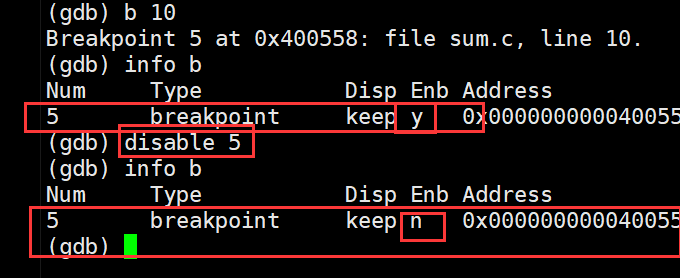 (gdb) b 10
Breakpoint 5 at 0x400558: file sum.c, line 10.
(gdb) info b
Num Type Disp Enb Address
5 breakpoint keep y 0x000000000040055
(gdb) disable 5
(gdb) info b
Num Type Disp Enb Address
5 breakpoint keep n 0x000000000040055
(gdb)